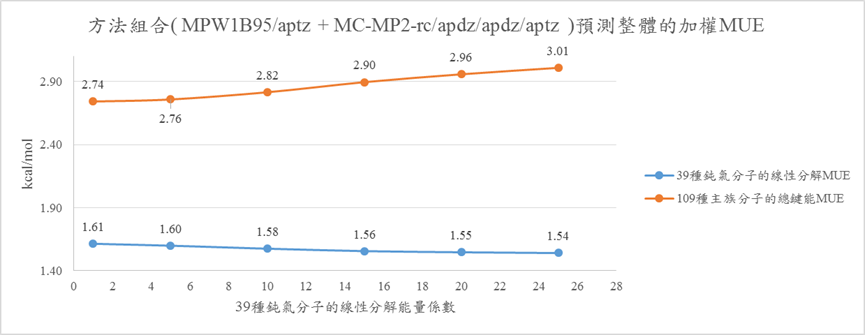 方法組合( MPW1B95/aptz + MC-MP2-rc/apdz/apdz/aptz )預測整體的加權MUE
3.01
2.96
2.90
2.90
2.82
2.74
2.76
2.40
kcal/mol
39種鈍氣分子的線性分解MUE
109種主族分子的總鍵能MUE
1.90
1.61
1.60
1.58
1.56
1.55
1.54
1.40
0 2 4 6 8 10 12 14 16 18 20 22 24 26 28
39種鈍氣分子的線性分解能量係數